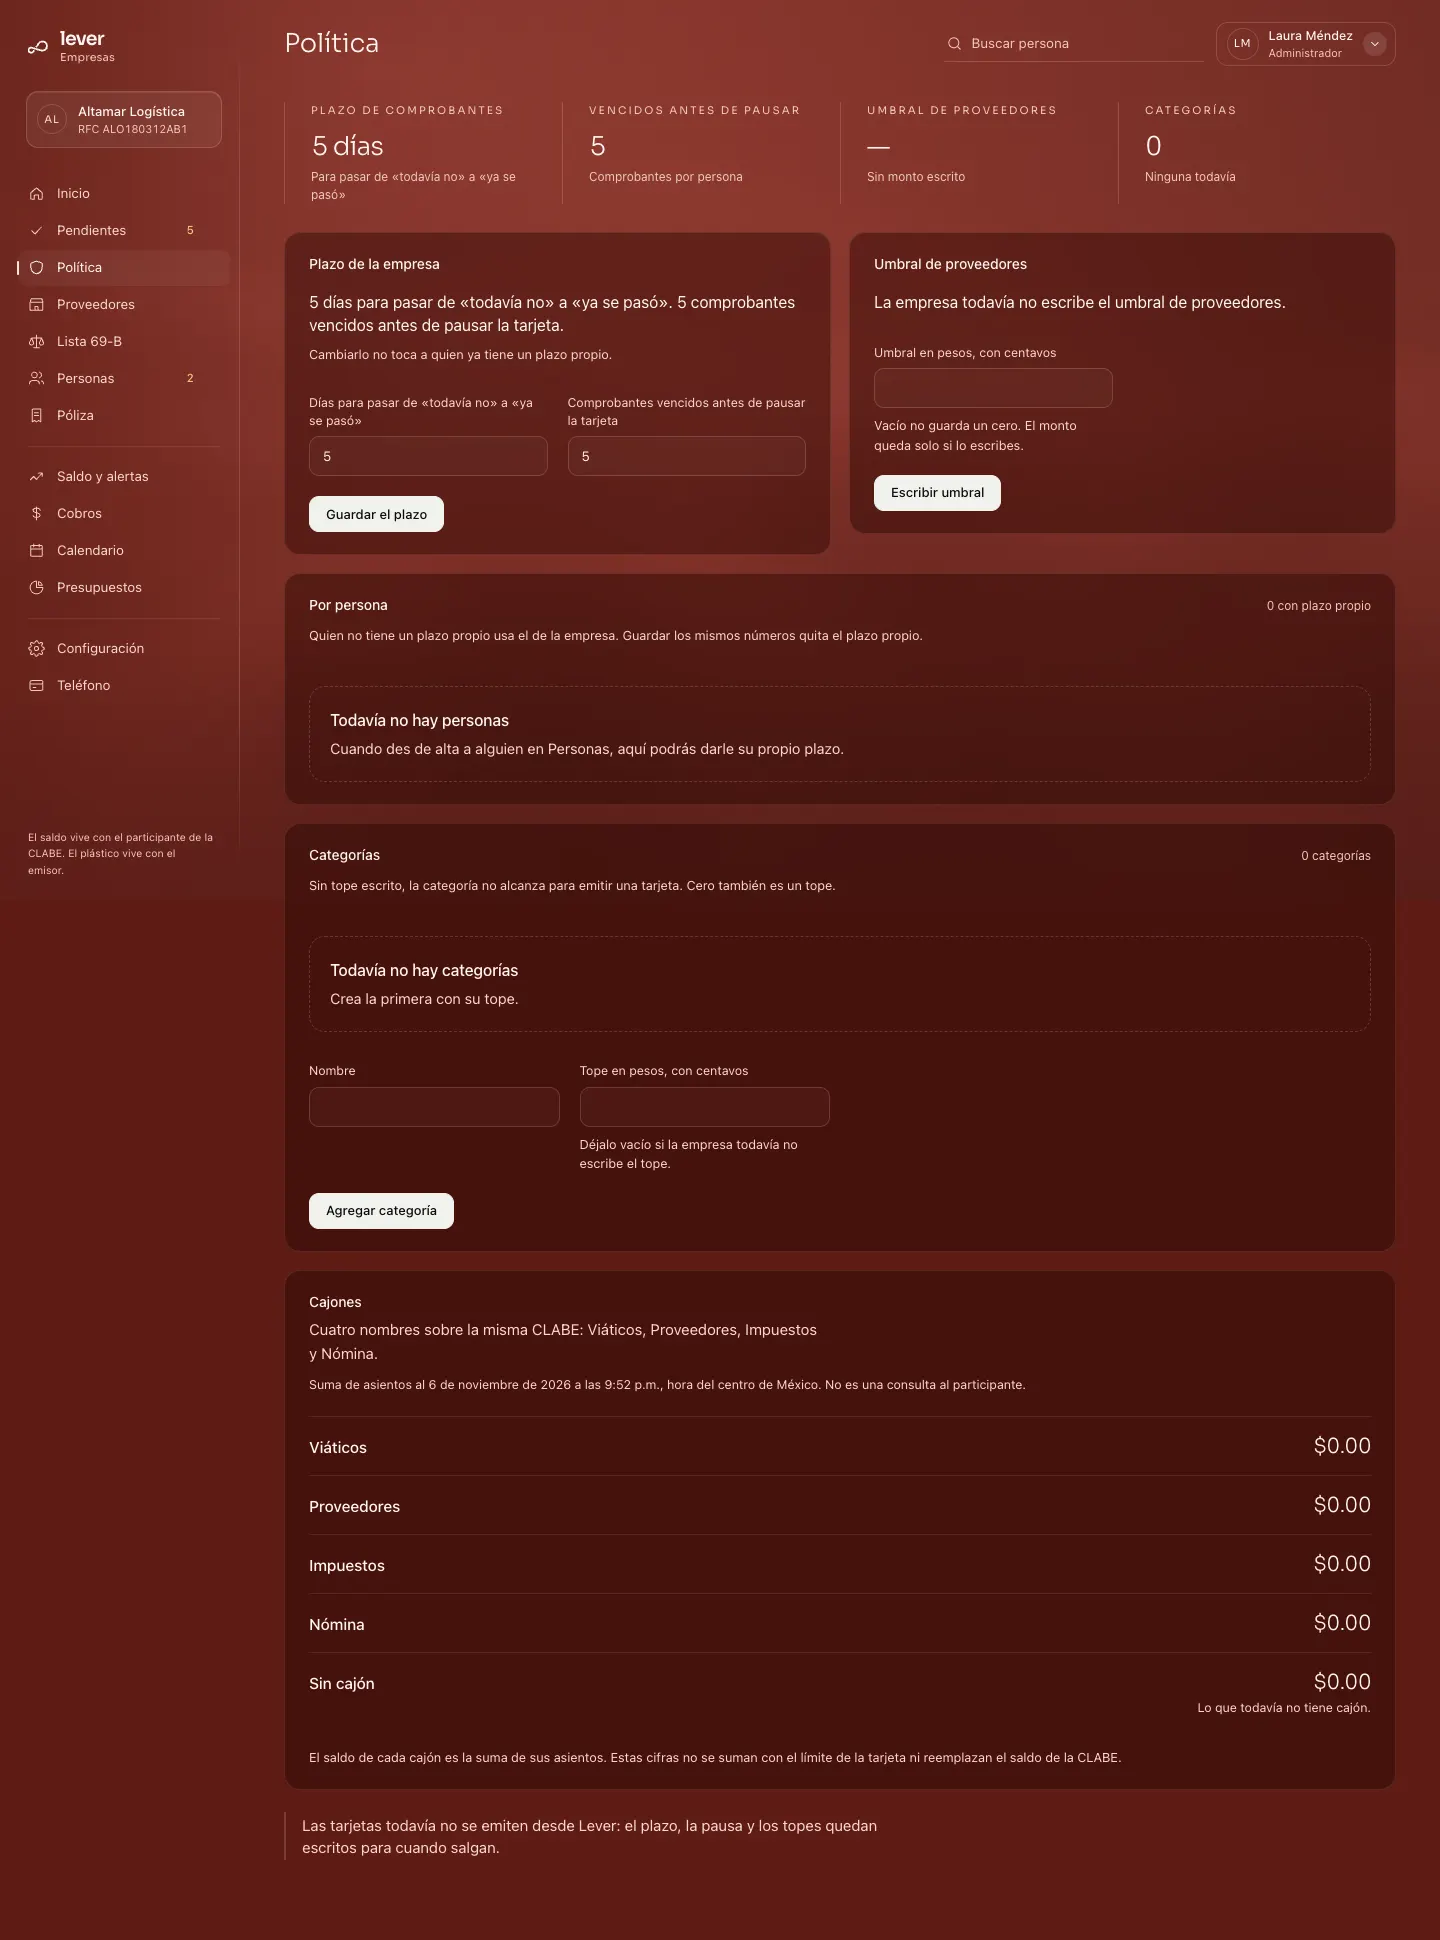 lever
Empresas
AL
Altamar Logística
RFC ALO180312AB1
Inicio
Pendientes 5
Política
Proveedores
Lista 69-B
Personas 2
Póliza
Saldo y alertas
Cobros
Calendario
Presupuestos
Configuración
Teléfono
El saldo vive con el participante de la
CLABE. El plástico vive con el
emisor.
Política
Buscar persona
LM
Laura Méndez
Administrador
PLAZO DE COMPROBANTES
5 días
Para pasar de «todavía no» a «ya se
pasó»
VENCIDOS ANTES DE PAUSAR
5
Comprobantes por persona
UMBRAL DE PROVEEDORES
—
Sin monto escrito
CATEGORÍAS
0
Ninguna todavía
Plazo de la empresa
5 días para pasar de «todavía no» a «ya se pasó». 5 comprobantes
vencidos antes de pausar la tarjeta.
Cambiarlo no toca a quien ya tiene un plazo propio.
Días para pasar de «todavía no» a «ya
se pasó»
5
Comprobantes vencidos antes de pausar
la tarjeta
5
Guardar el plazo
Umbral de proveedores
La empresa todavía no escribe el umbral de proveedores.
Umbral en pesos, con centavos
Vacío no guarda un cero. El monto
queda solo si lo escribes.
Escribir umbral
Por persona
0 con plazo propio
Quien no tiene un plazo propio usa el de la empresa. Guardar los mismos números quita el plazo propio.
Todavía no hay personas
Cuando des de alta a alguien en Personas, aquí podrás darle su propio plazo.
Categorías
0 categorías
Sin tope escrito, la categoría no alcanza para emitir una tarjeta. Cero también es un tope.
Todavía no hay categorías
Crea la primera con su tope.
Nombre
Tope en pesos, con centavos
Déjalo vacío si la empresa todavía no
escribe el tope.
Agregar categoría
Cajones
Cuatro nombres sobre la misma CLABE: Viáticos, Proveedores, Impuestos
y Nómina.
Suma de asientos al 6 de noviembre de 2026 a las 9:52 p.m., hora del centro de México. No es una consulta al participante.
Viáticos $0.00
Proveedores $0.00
Impuestos $0.00
Nómina $0.00
Sin cajón $0.00
Lo que todavía no tiene cajón.
El saldo de cada cajón es la suma de sus asientos. Estas cifras no se suman con el límite de la tarjeta ni reemplazan el saldo de la CLABE.
Las tarjetas todavía no se emiten desde Lever: el plazo, la pausa y los topes quedan
escritos para cuando salgan.